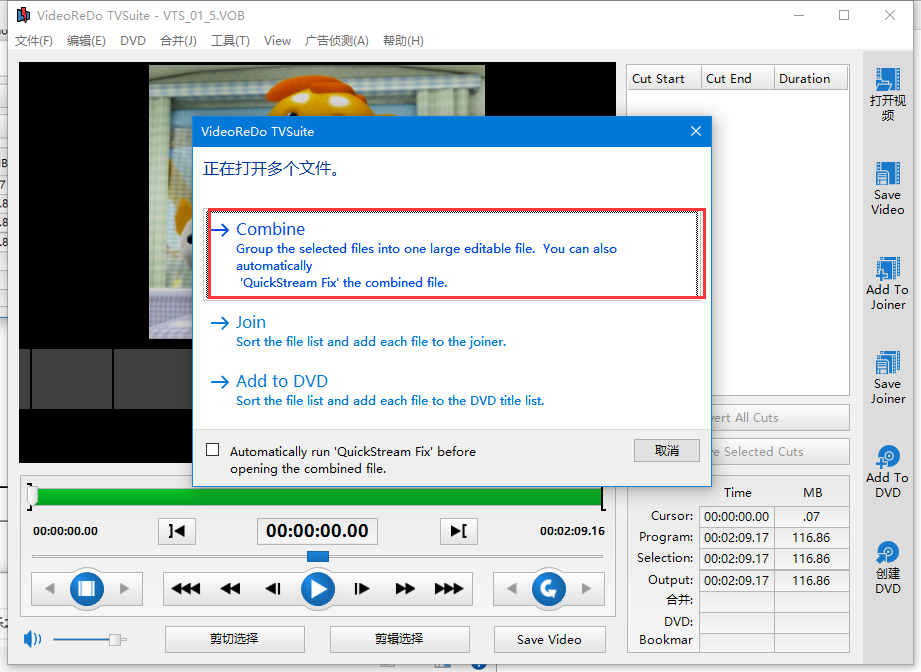 VideoReDo TVSuite - VTS_01_5.VOB
文件(F) 编辑(E) DVD 合并(J) 工具(T) View 广告侦测(A) 帮助(H)
Cut Start Cut End Duration
打开视
频
Save
Video
Add To
Joiner
Save
Joiner
Add To
DVD
创建
DVD
VideoReDo TVSuite
正在打开多个文件。
Combine
Group the selected files into one large editable file. You can also
automatically
'QuickStream Fix' the combined file.
Join
Sort the file list and add each file to the joiner.
Add to DVD
Sort the file list and add each file to the DVD title list.
Automatically run 'QuickStream Fix' before
opening the combined file.
取消
All Cuts
Selected Cuts
00:00:00.00 00:00:00.00 00:02:09.16
剪切选择 剪辑选择 Save Video
Time MB
Cursor: 00:00:00.00 .07
Program: 00:02:09.17 116.86
Selection: 00:02:09.17 116.86
Output: 00:02:09.17 116.86
合并:
DVD:
Bookmar